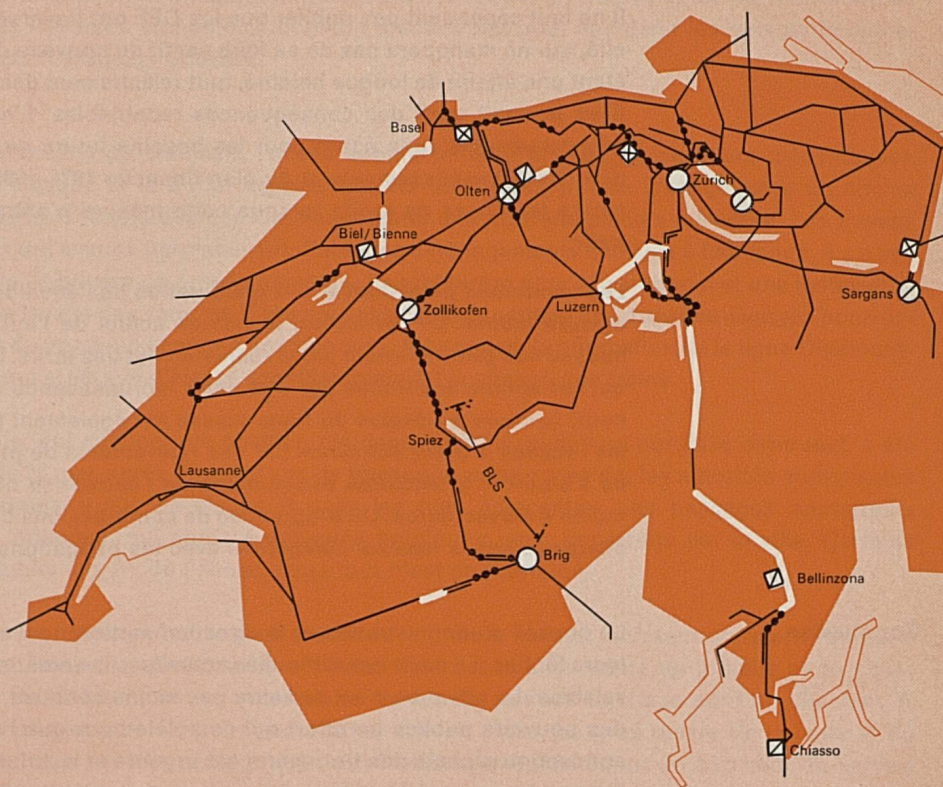 Basel
Olten
Zürich
Biel/Bienne
Zollikofen
Luzern
Sargans
Spiez
BLS
Lausanne
Brig
Bellinzona
Chiasso